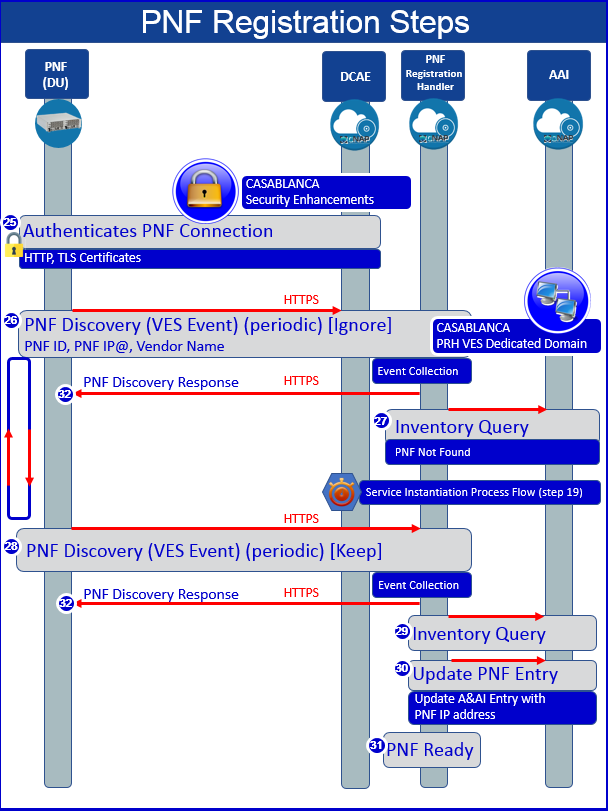 PNF Registration Steps
PNF
(DU)
DCAE
PNF
Registration
Handler
AAI
CASABLANCA
Security Enhancements
25
Authenticates PNF Connection
HTTP, TLS Certificates
HTTPS
26
PNF Discovery (VES Event) (periodic) [Ignore]
PNF ID, PNF IP@, Vendor Name
CASABLANCA
PRH VES Dedicated Domain
Event Collection
PNF Discovery Response
HTTPS
32
27
Inventory Query
PNF Not Found
Service Instantiation Process Flow (step 19)
HTTPS
28
PNF Discovery (VES Event) (periodic) [Keep]
Event Collection
PNF Discovery Response
HTTPS
32
29
Inventory Query
30
Update PNF Entry
Update A&AI Entry with
PNF IP address
31
PNF Ready